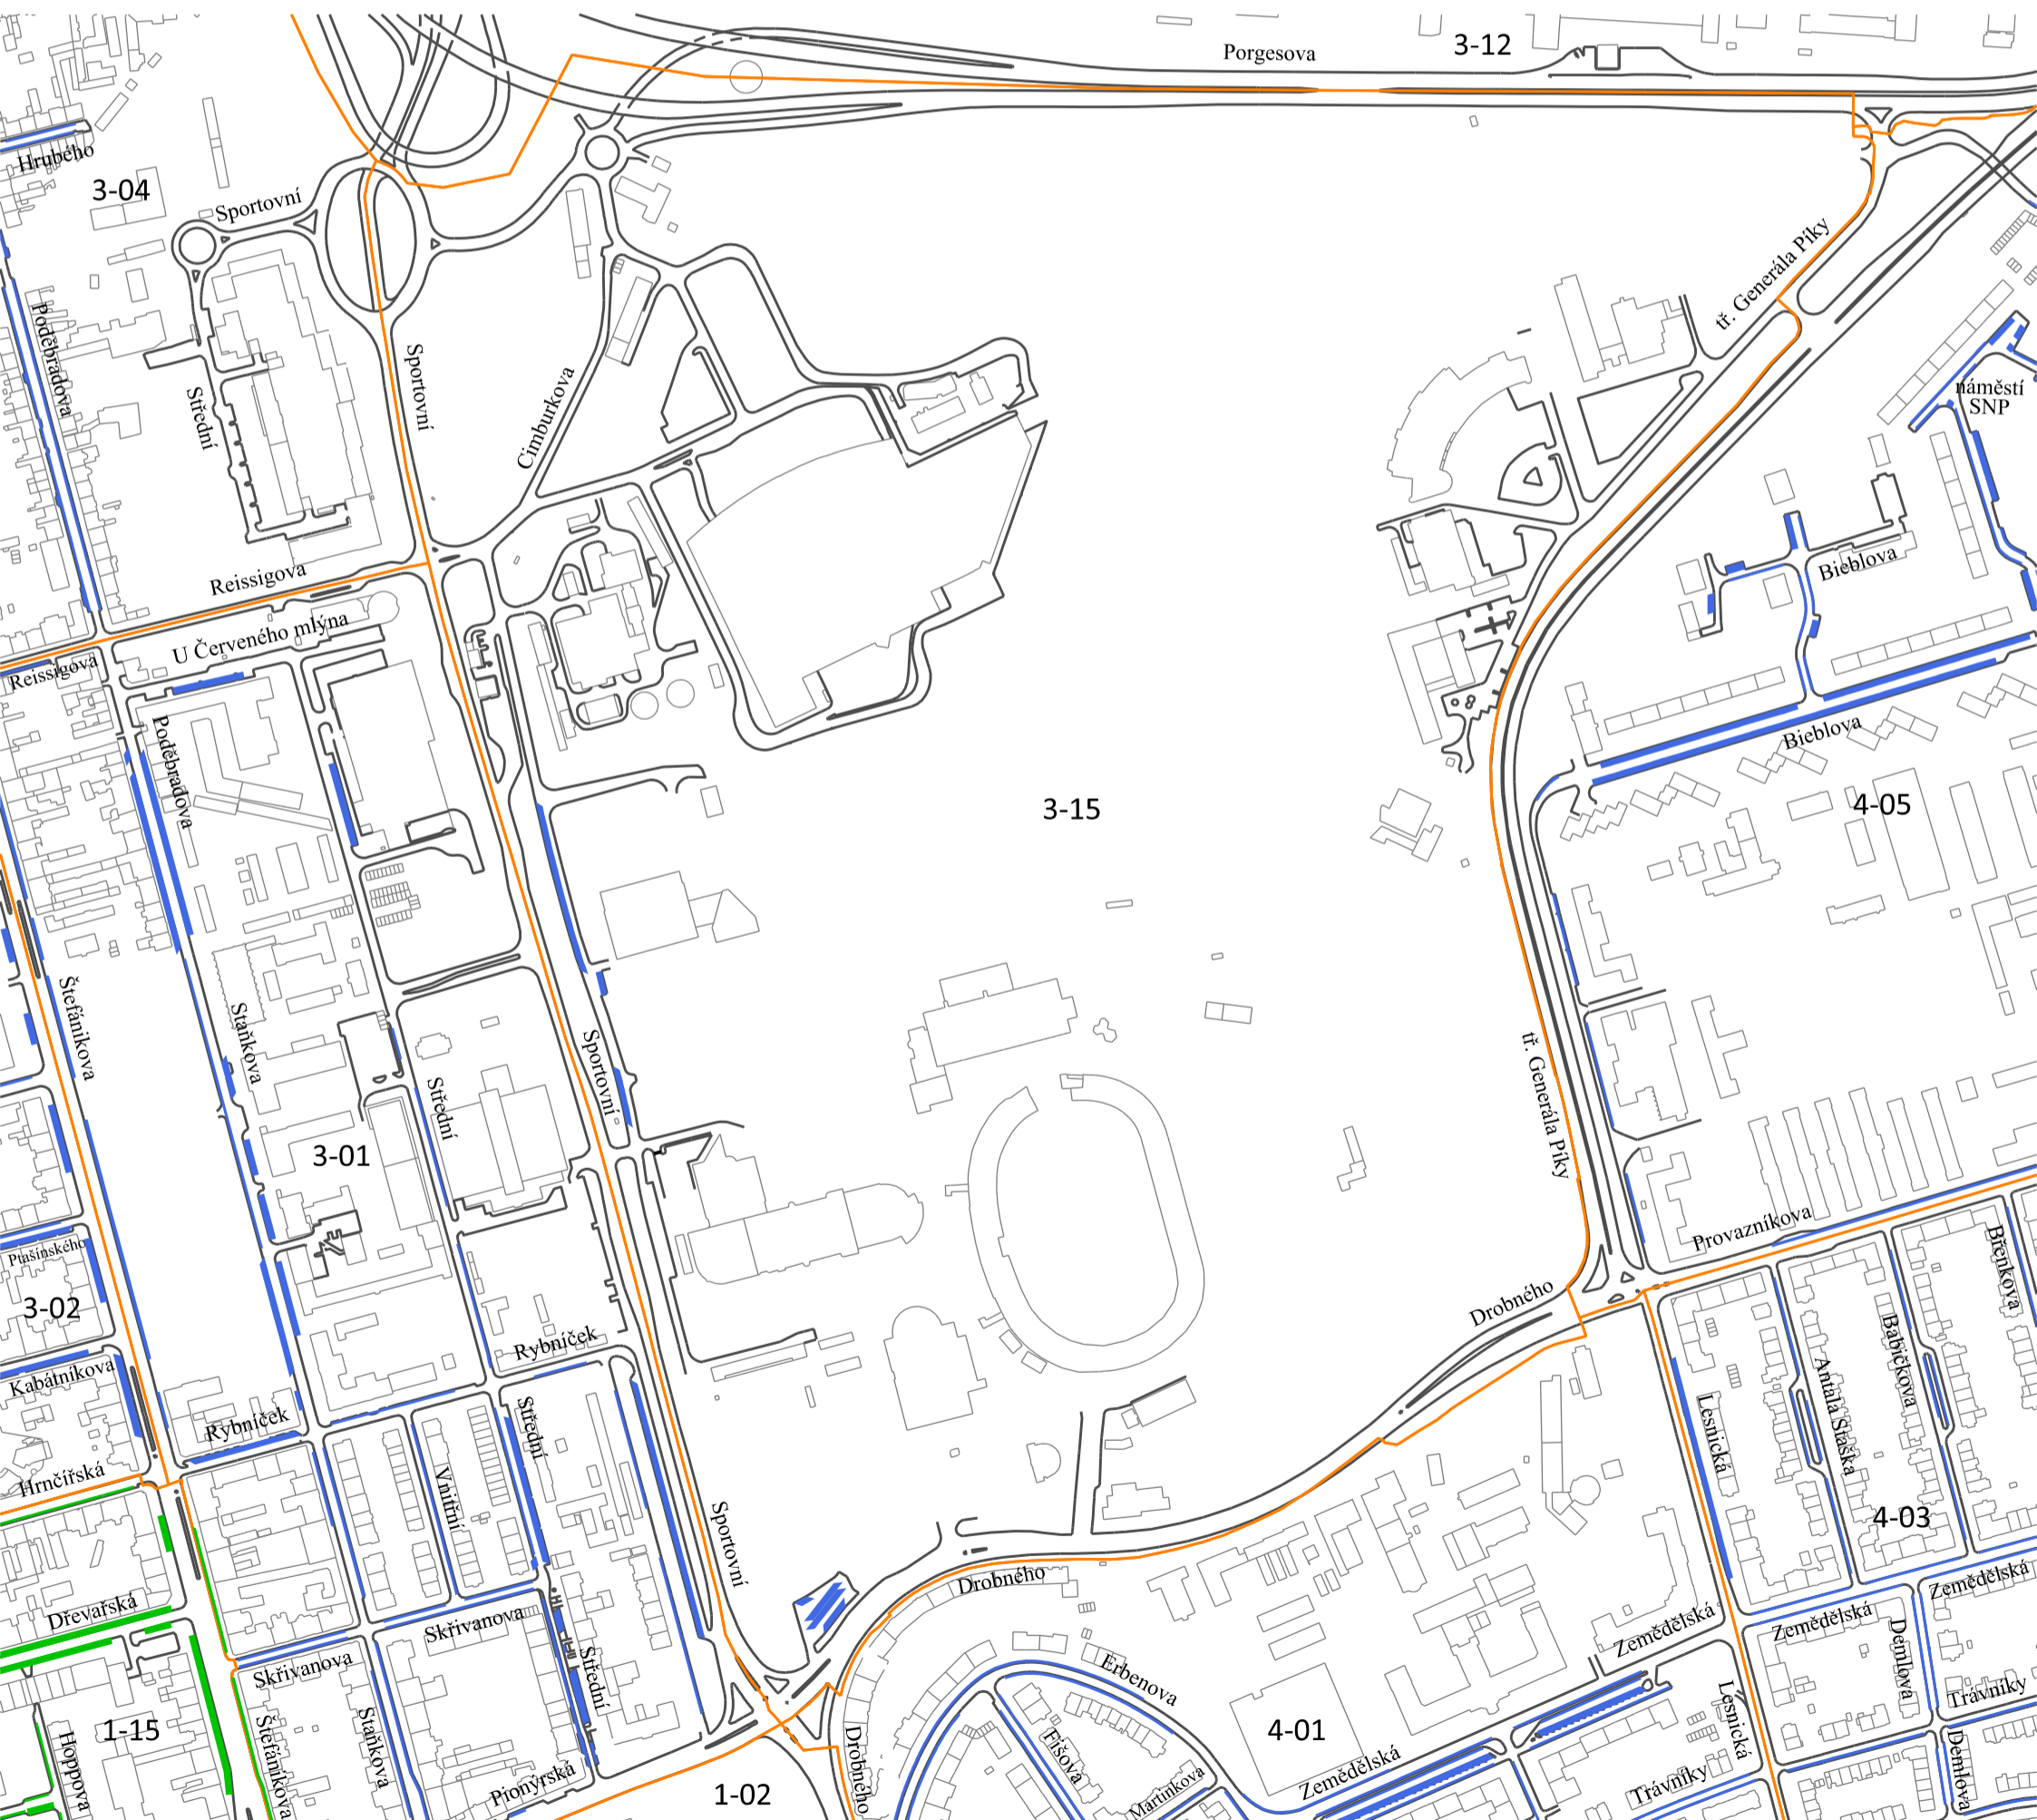 Porgesova
3-12
Hrubého
3-04
Sportovní
tř. Generála Píky
Poděbradova
Střední
Sportovní
Cimburkova
náměstí
SNP
Bieblova
Reissigova
U Červeného mlýna
Reissigova
Poděbradova
Bieblova
3-15
4-05
Štefánikova
Staňkova
Střední
Sportovní
tř. Generála Píky
3-01
Provazníkova
Ptašinského
Břenkova
3-02
Drobného
Rybníček
Babičkova
Antala Staška
Kabátníkova
Lesnická
Rybníček
Střední
Hrnčířská
Vnitřní
Sportovní
4-03
Drobného
Zemědělská
Dřevařská
Skřivanova
Zemědělská
Zemědělská
Demlova
Skřivanova
Střední
Erbenova
Trávníky
1-15
Hoppova
Štefánikova
Staňkova
Pionýrská
1-02
Drobného
Fišova
Martinkova
4-01
Zemědělská
Lesnická
Trávníky
Demlova